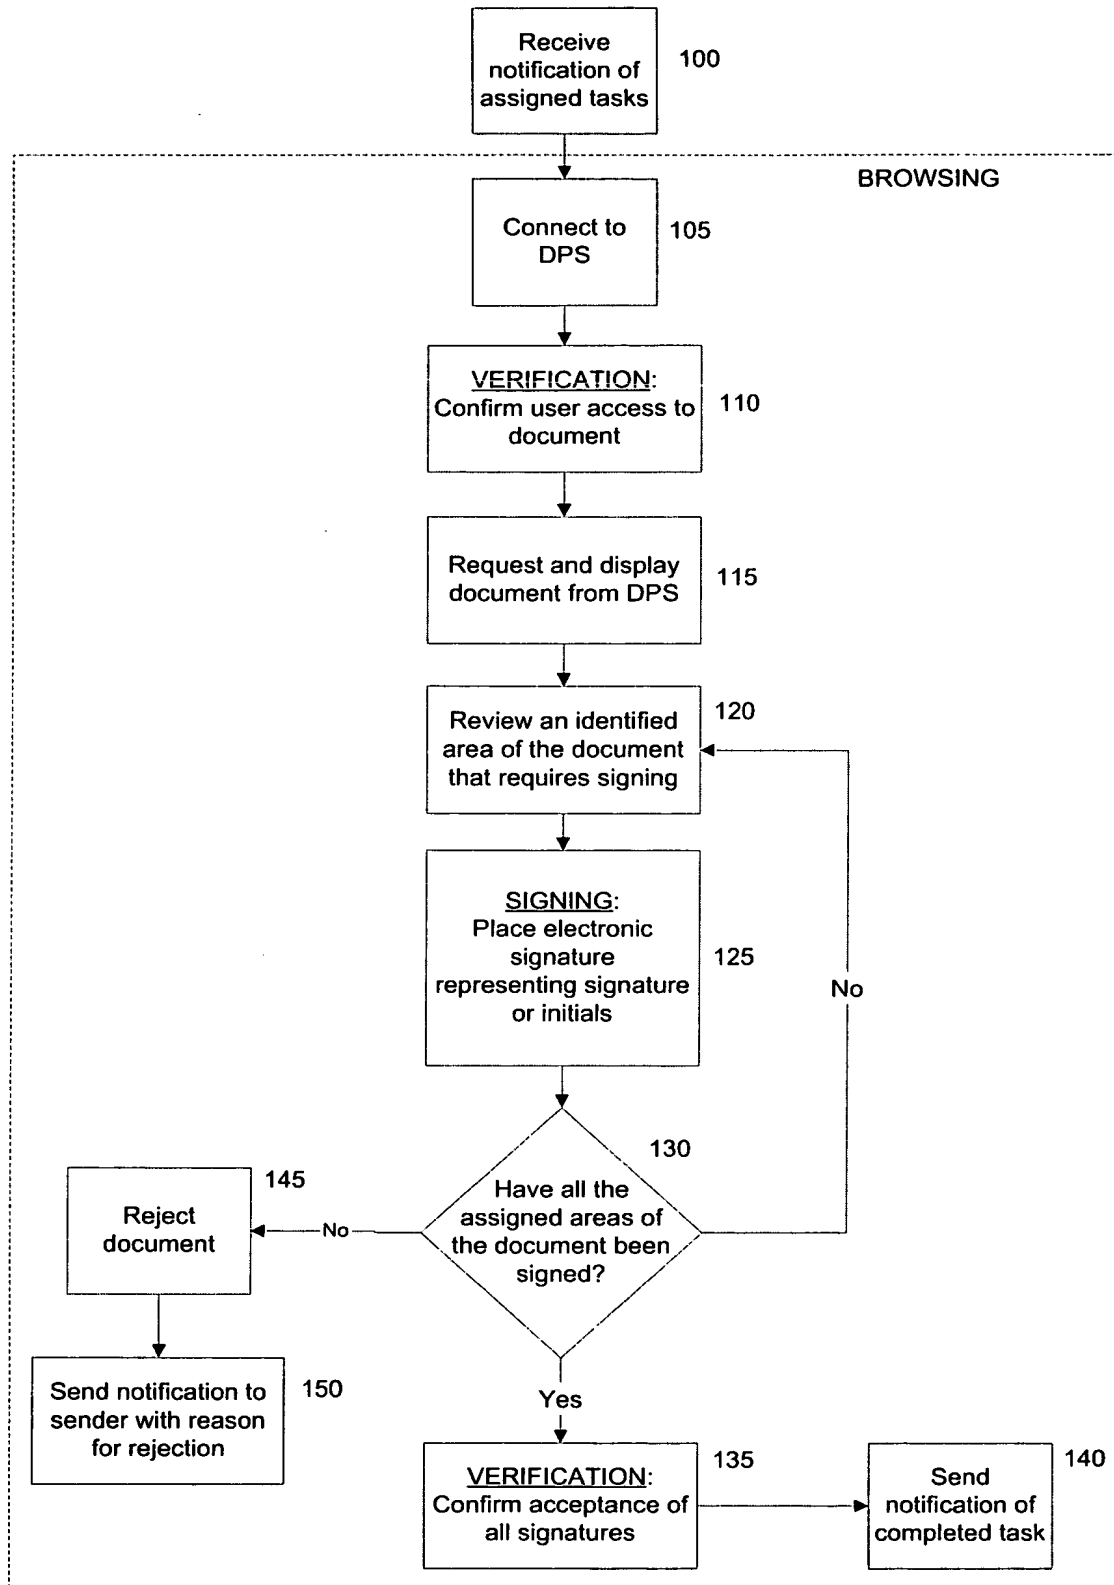 Receive
notification of
assigned tasks
100
BROWSING
Connect to
DPS
105
VERIFICATION:
Confirm user access to
document
110
Request and display
document from DPS
115
Review an identified
area of the document
that requires signing
120
SIGNING:
Place electronic
signature
representing signature
or initials
125
No
130
Have all the
assigned areas of
the document been
signed?
No
145
Reject
document
Send notification to
sender with reason
for rejection
150
Yes
VERIFICATION:
Confirm acceptance of
all signatures
135
Send
notification of
completed task
140